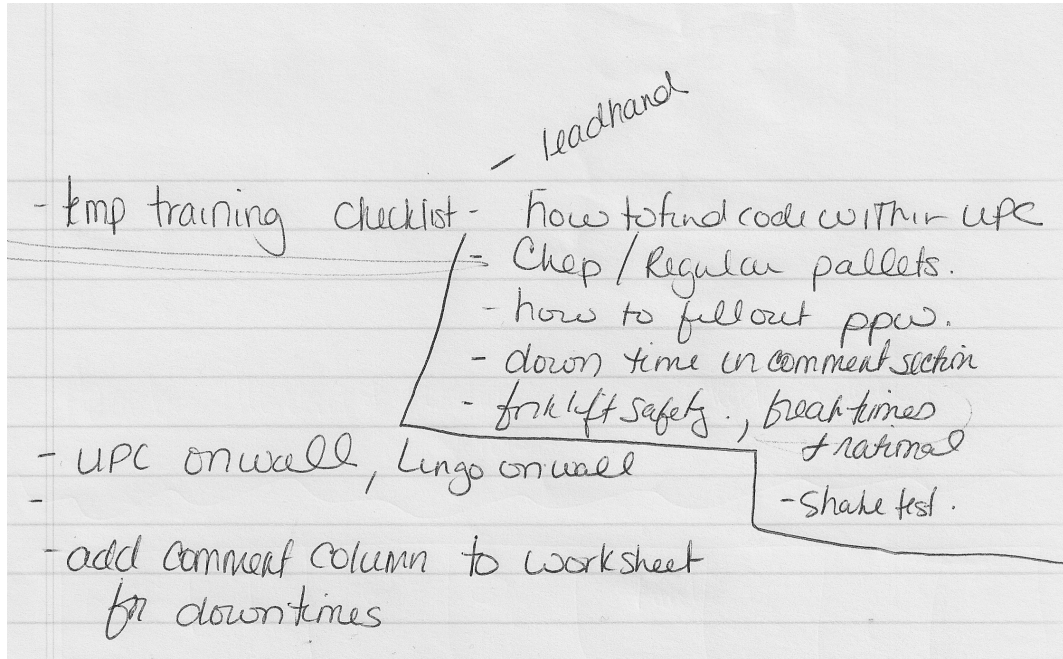 - leadhand
- temp training checklist - how to find code within UPC
- Chep / Regular pallets.
- how to fill out ppw.
- down time in comment section
- forklift safety., break times
+ rational
- UPC on wall, Lingo on wall
- shake test.
-
- add comment column to worksheet
for downtimes